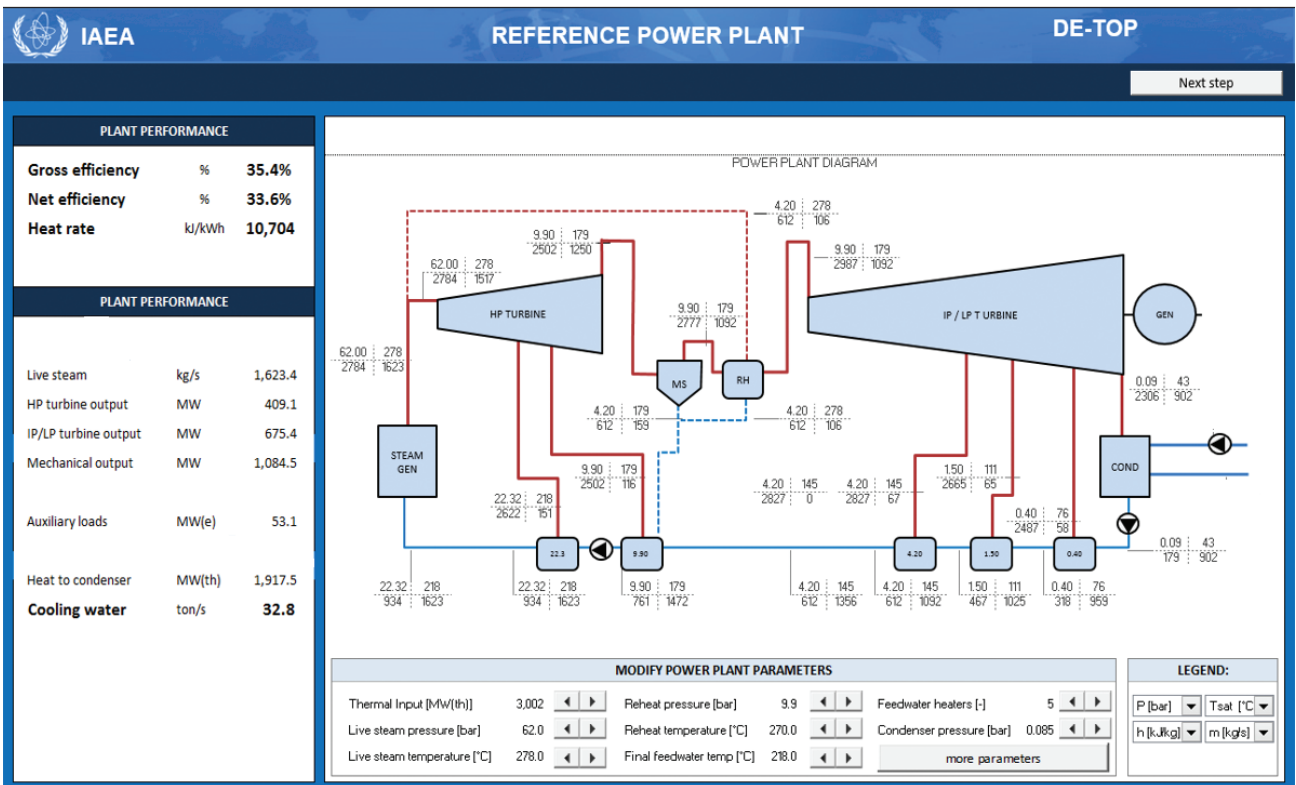 IAEA
REFERENCE POWER PLANT
DE-TOP
Next step
PLANT PERFORMANCE
Gross efficiency % 35.4%
Net efficiency % 33.6%
Heat rate kJ/kWh 10,704
PLANT PERFORMANCE
Live steam kg/s 1,623.4
HP turbine output MW 409.1
IP/LP turbine output MW 675.4
Mechanical output MW 1,084.5
Auxiliary loads MW(e) 53.1
Heat to condenser MW(th) 1,917.5
Cooling water ton/s 32.8
POWER PLANT DIAGRAM
4.20 278
612 106
9.90 179
2502 1250
9.90 179
2987 1092
62.00 278
2784 1517
HP TURBINE
9.90 179
2777 1092
IP / LP T URBINE
GEN
62.00 278
2784 1623
MS
RH
0.09 43
2306 902
4.20 179
612 159
4.20 278
612 106
STEAM
GEN
COND
9.90 179
2502 116
22.32 218
2622 151
4.20 145
2827 0
4.20 145
2827 67
1.50 111
2665 65
0.40 76
2487 58
22.3
9.90
4.20
1.50
0.40
0.09 43
179 902
22.32 218
934 1623
22.32 218
934 1623
9.90 179
761 1472
4.20 145
612 1356
4.20 145
612 1092
1.50 111
467 1025
0.40 76
318 959
MODIFY POWER PLANT PARAMETERS
Thermal Input [MW(th)] 3,002
Live steam pressure [bar] 62.0
Live steam temperature [°C] 278.0
Reheat pressure [bar] 9.9
Reheat temperature [°C] 270.0
Final feedwater temp [°C] 218.0
Feedwater heaters [-] 5
Condenser pressure [bar] 0.085
more parameters
LEGEND:
P [bar] Tsat [°C
h [kJ/kg] m [kg/s]